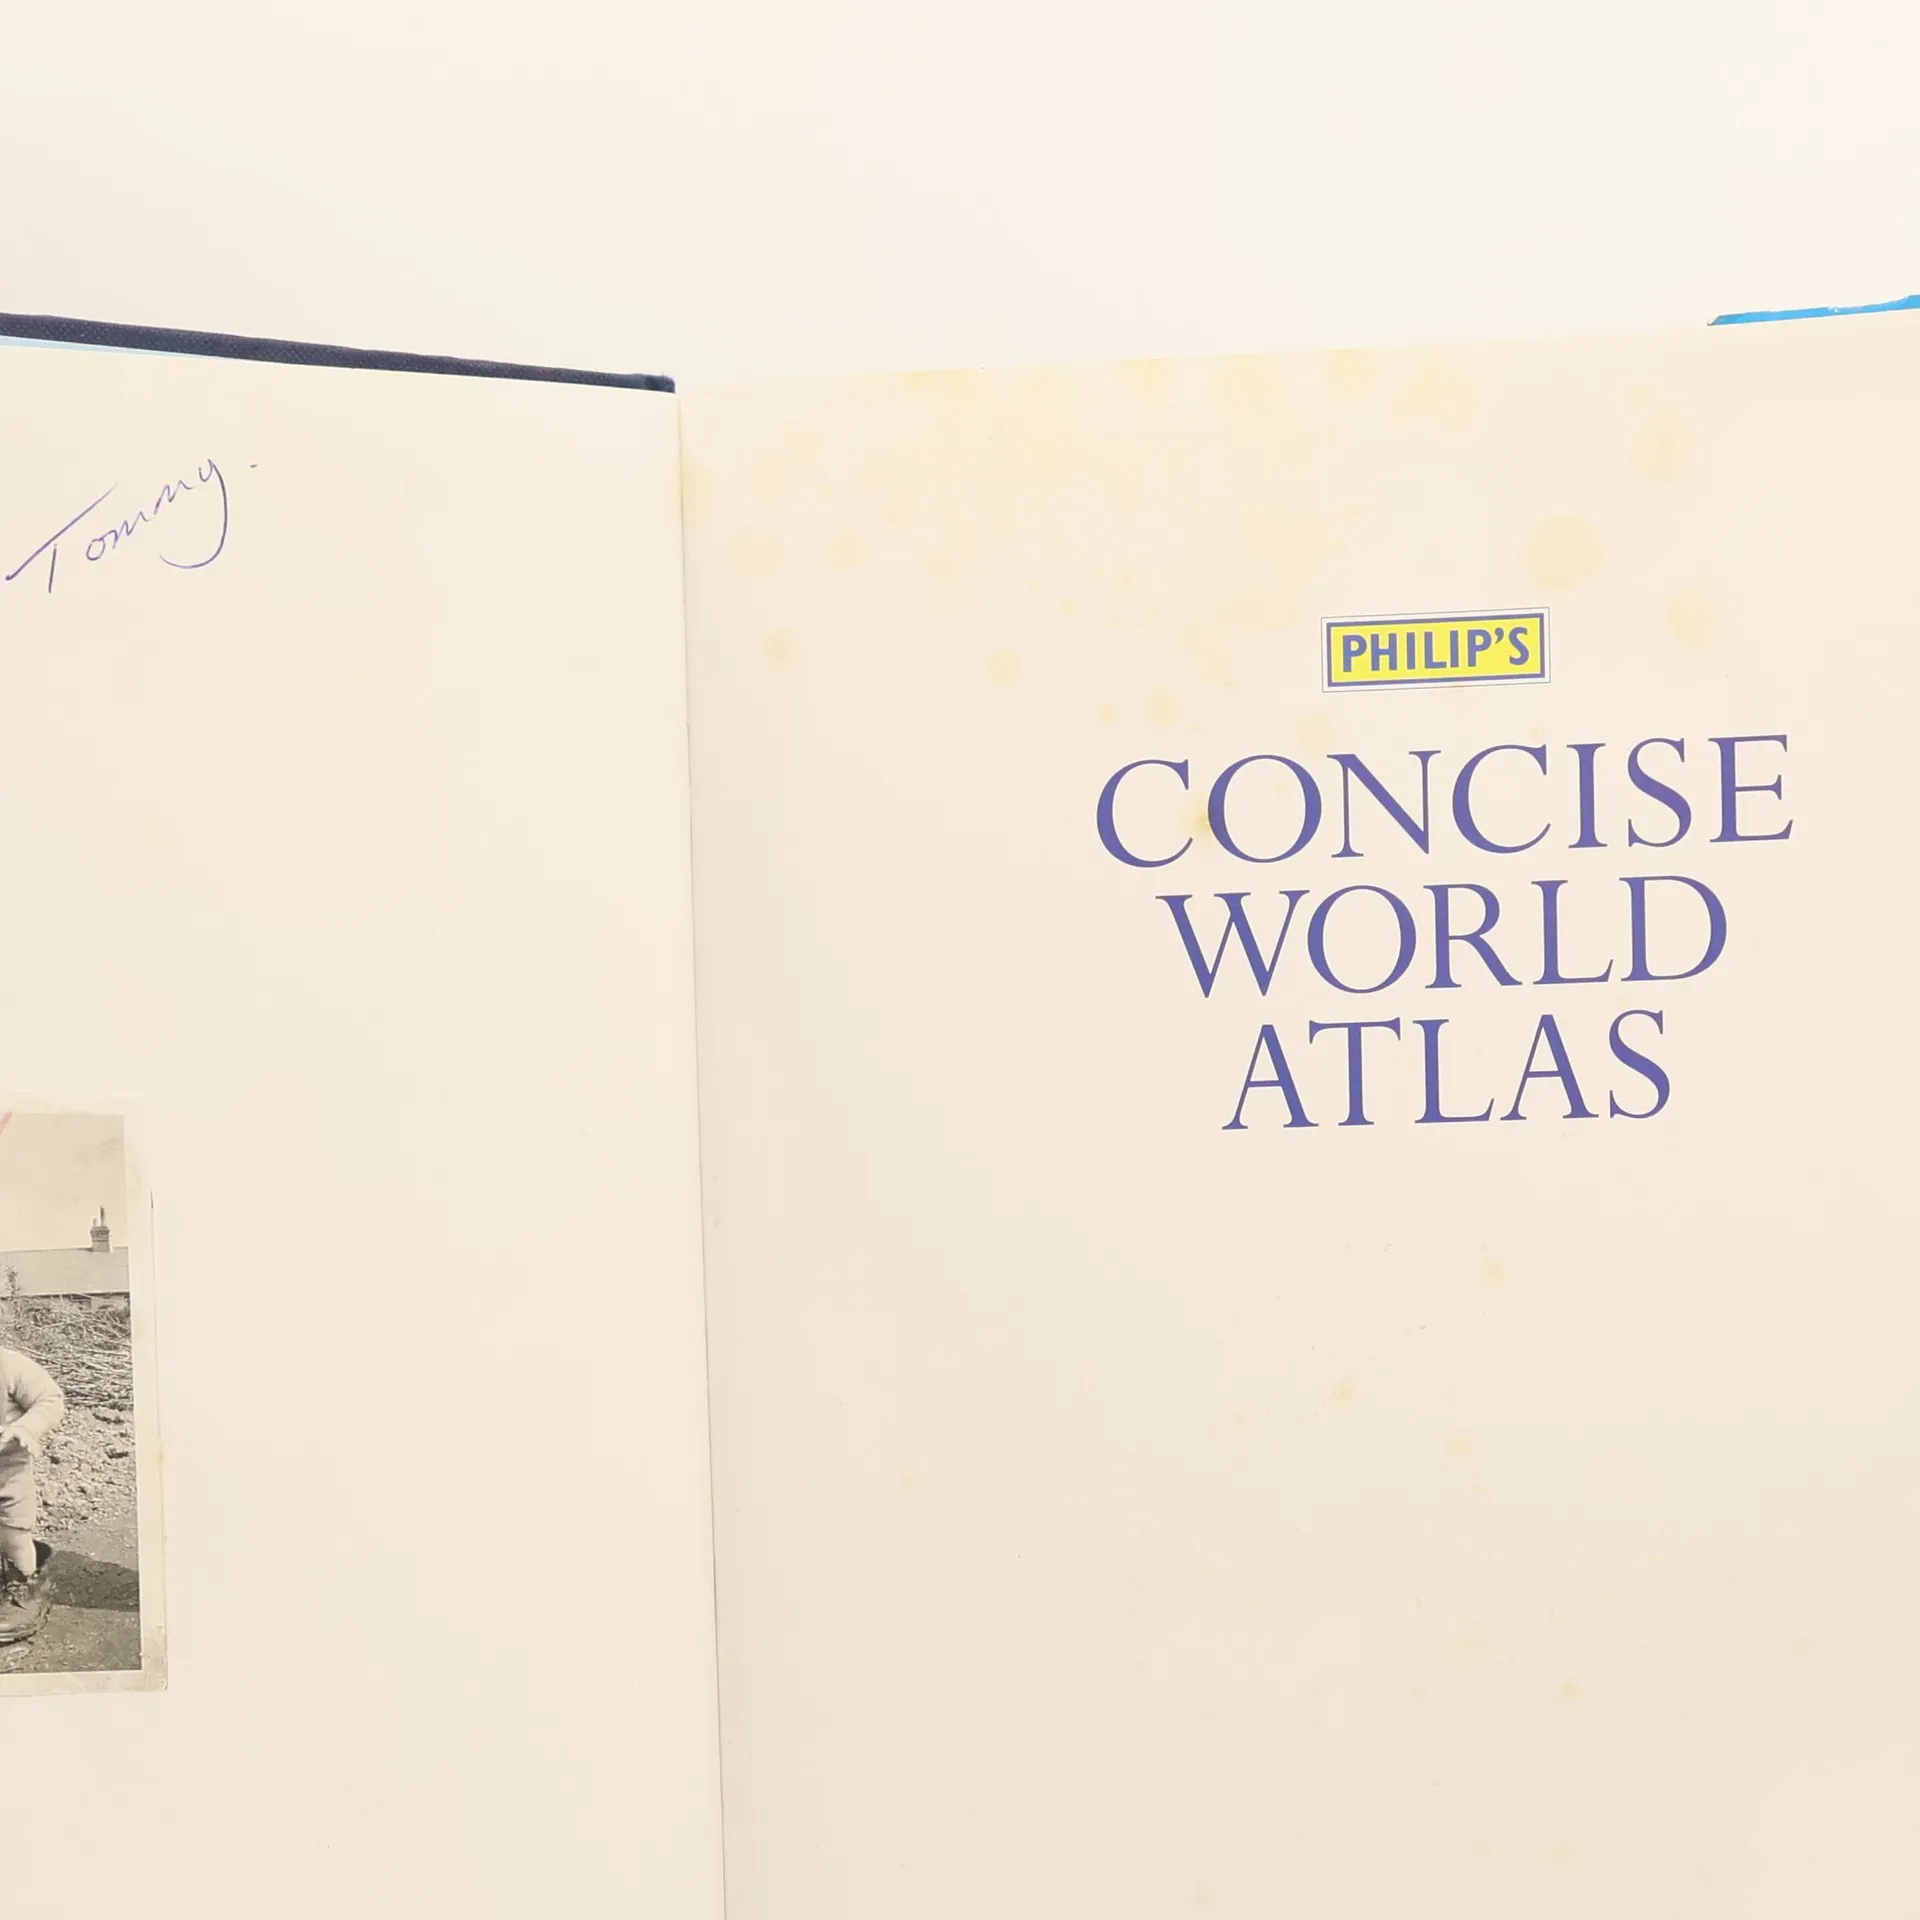 Tommy.
PHILIP'S
CONCISE
WORLD
ATLAS